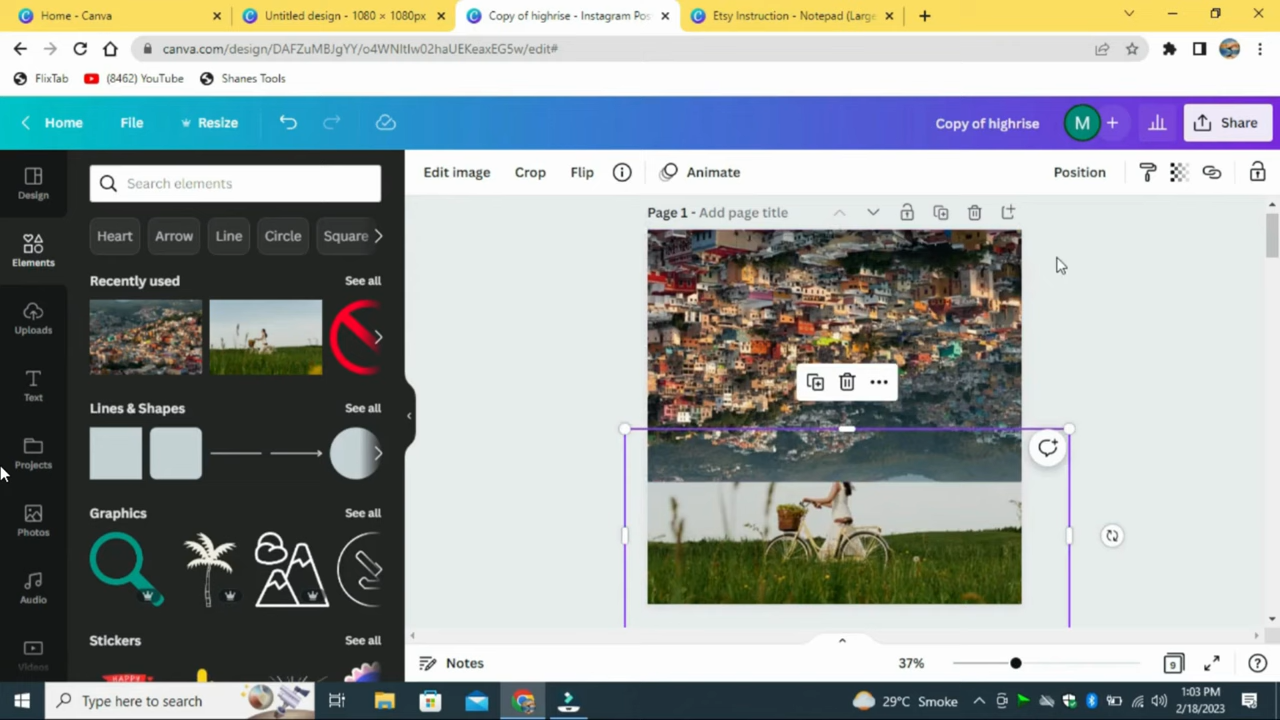 Home - Canva
Untitled design - 1080 × 1080px
Copy of highrise - Instagram Pos
Etsy Instruction - Notepad (Large
canva.com/design/DAFZuMBJgYY/o4WNltIw02haUEKeaxEG5w/edit#
FlixTab
(8462) YouTube
Shanes Tools
Home
File
Resize
Copy of highrise
M
Share
Design
Elements
Uploads
Text
Projects
Photos
Audio
Videos
Search elements
Heart
Arrow
Line
Circle
Square
Recently used
See all
Lines & Shapes
See all
Graphics
See all
Stickers
See all
HAPPY
Edit image
Crop
Flip
Animate
Position
Page 1 - Add page title
Notes
37%
9
Type here to search
29°C Smoke
1:03 PM
2/18/2023